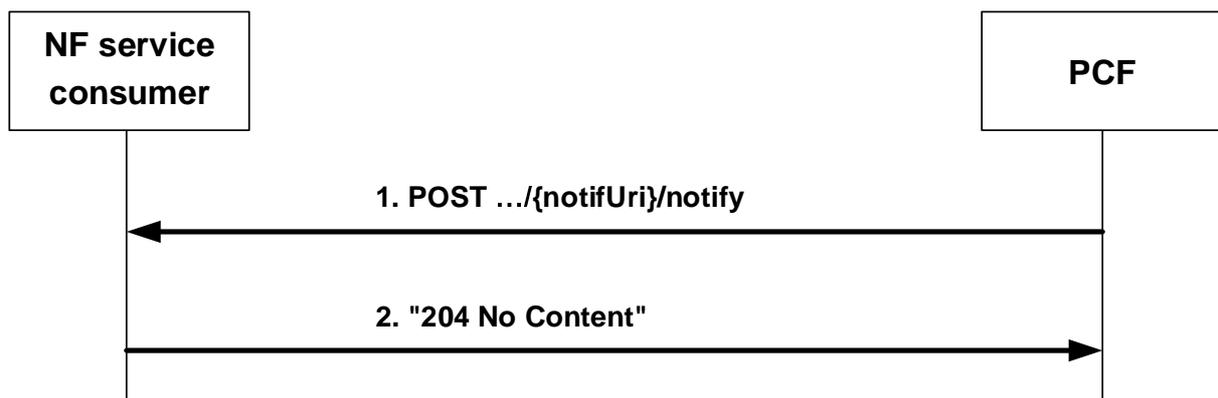 NF service
consumer
PCF
1. POST …/{notifUri}/notify
2. "204 No Content"